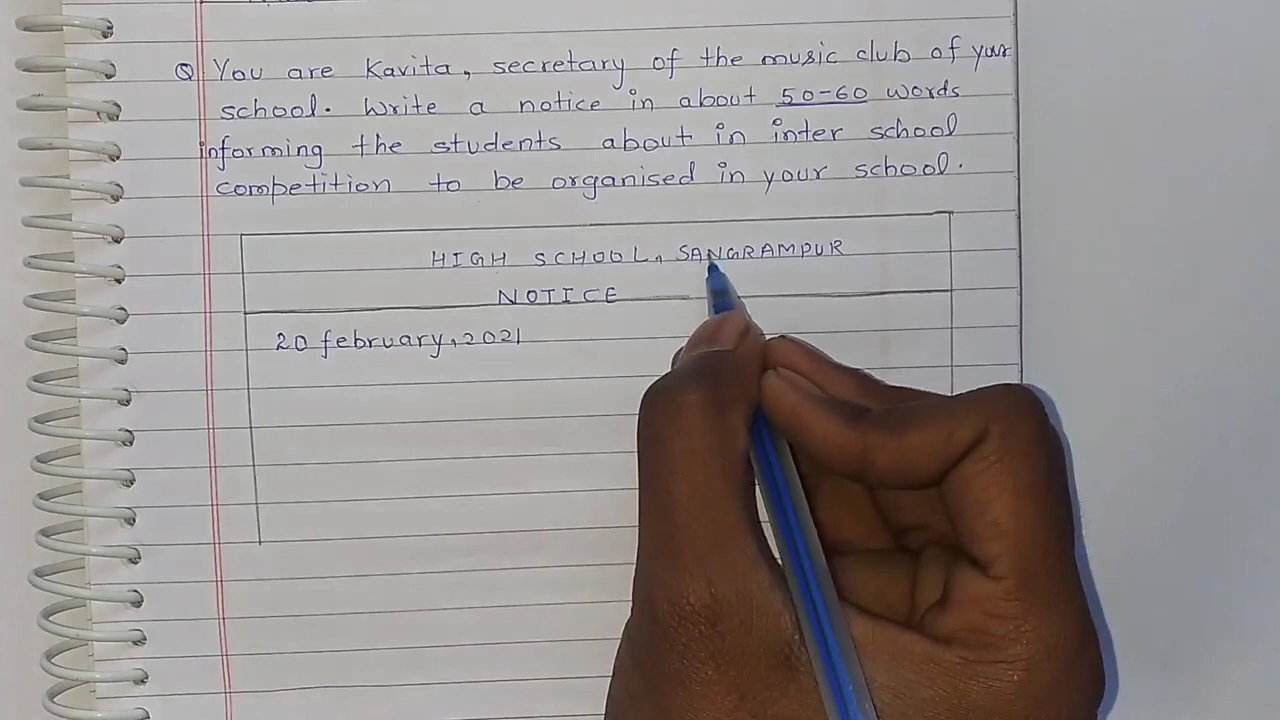 Q You are Kavita, secretary of the music club of your
school. Write a notice in about 50-60 words
informing the students about in inter school
competition to be organised in your school.
HIGH SCHOOL, SANGRAMPUR
NOTICE
20 february, 2021